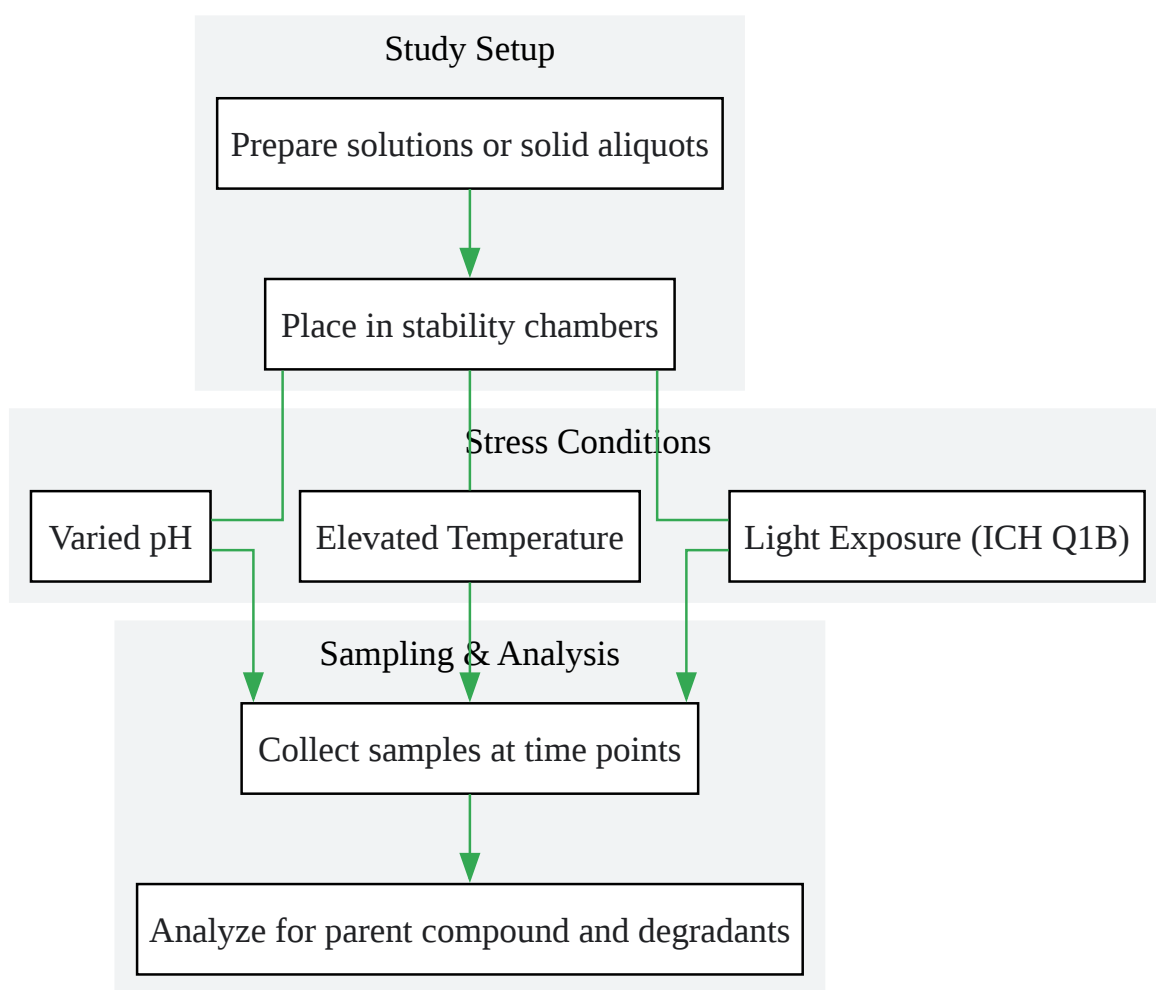 Study Setup
Prepare solutions or solid aliquots
Place in stability chambers
Stress Conditions
Varied pH
Elevated Temperature
Light Exposure (ICH Q1B)
Sampling & Analysis
Collect samples at time points
Analyze for parent compound and degradants